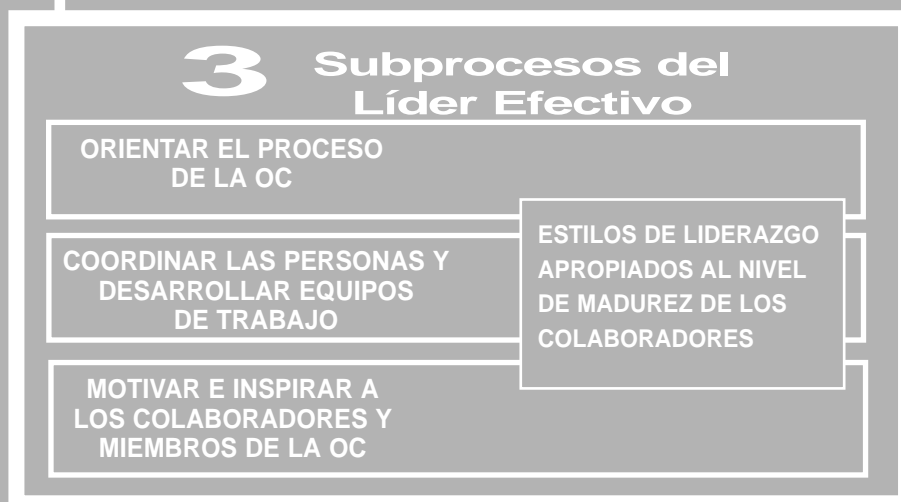 3 Subprocesos del
Líder Efectivo
ORIENTAR EL PROCESO
DE LA OC
COORDINAR LAS PERSONAS Y
DESARROLLAR EQUIPOS
DE TRABAJO
ESTILOS DE LIDERAZGO
APROPIADOS AL NIVEL
DE MADUREZ DE LOS
COLABORADORES
MOTIVAR E INSPIRAR A
LOS COLABORADORES Y
MIEMBROS DE LA OC